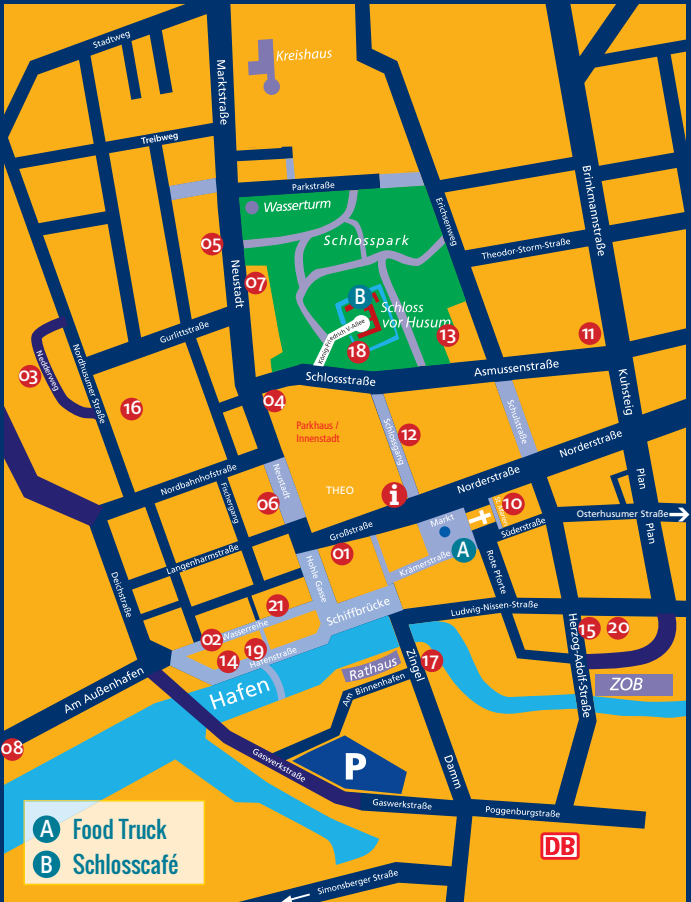 Stadtweg
Kreishaus
Marktstraße
Treibweg
Parkstraße
Wasserturm
Brinkmannstraße
Erichsenweg
05
Schlosspark
Theodor-Storm-Straße
Neustadt
07
B
Schloss
vor Husum
König-Friedrich V-Allee
Gurlittstraße
13
11
18
Nordhusumer Straße
Nedderweg
03
Schlossstraße
Asmussenstraße
Kuhsteig
04
16
Parkhaus /
Innenstadt
Schlossgang
12
Schulstraße
Norderstraße
Nordbahnhofstraße
Neustadt
THEO
i
Norderstraße
Plan
Fischergang
06
10
Osterhusumer Straße
Markt
Süderstraße
Plan
Großstraße
01
A
Langenharmstraße
Hohle Gasse
Krämerstraße
Rote Pforte
Deichstraße
21
Schiffbrücke
Ludwig-Nissen-Straße
Wasserreihe
02
15
20
Herzog-Adolf-Straße
19
14
Hafenstraße
Zingel
17
Rathaus
Am Außenhafen
Hafen
Am Binnenhafen
ZOB
08
Gaswerkstraße
P
Damm
Gaswerkstraße
Poggenburgstraße
A Food Truck
B Schlosscafé
DB
Simonsberger Straße